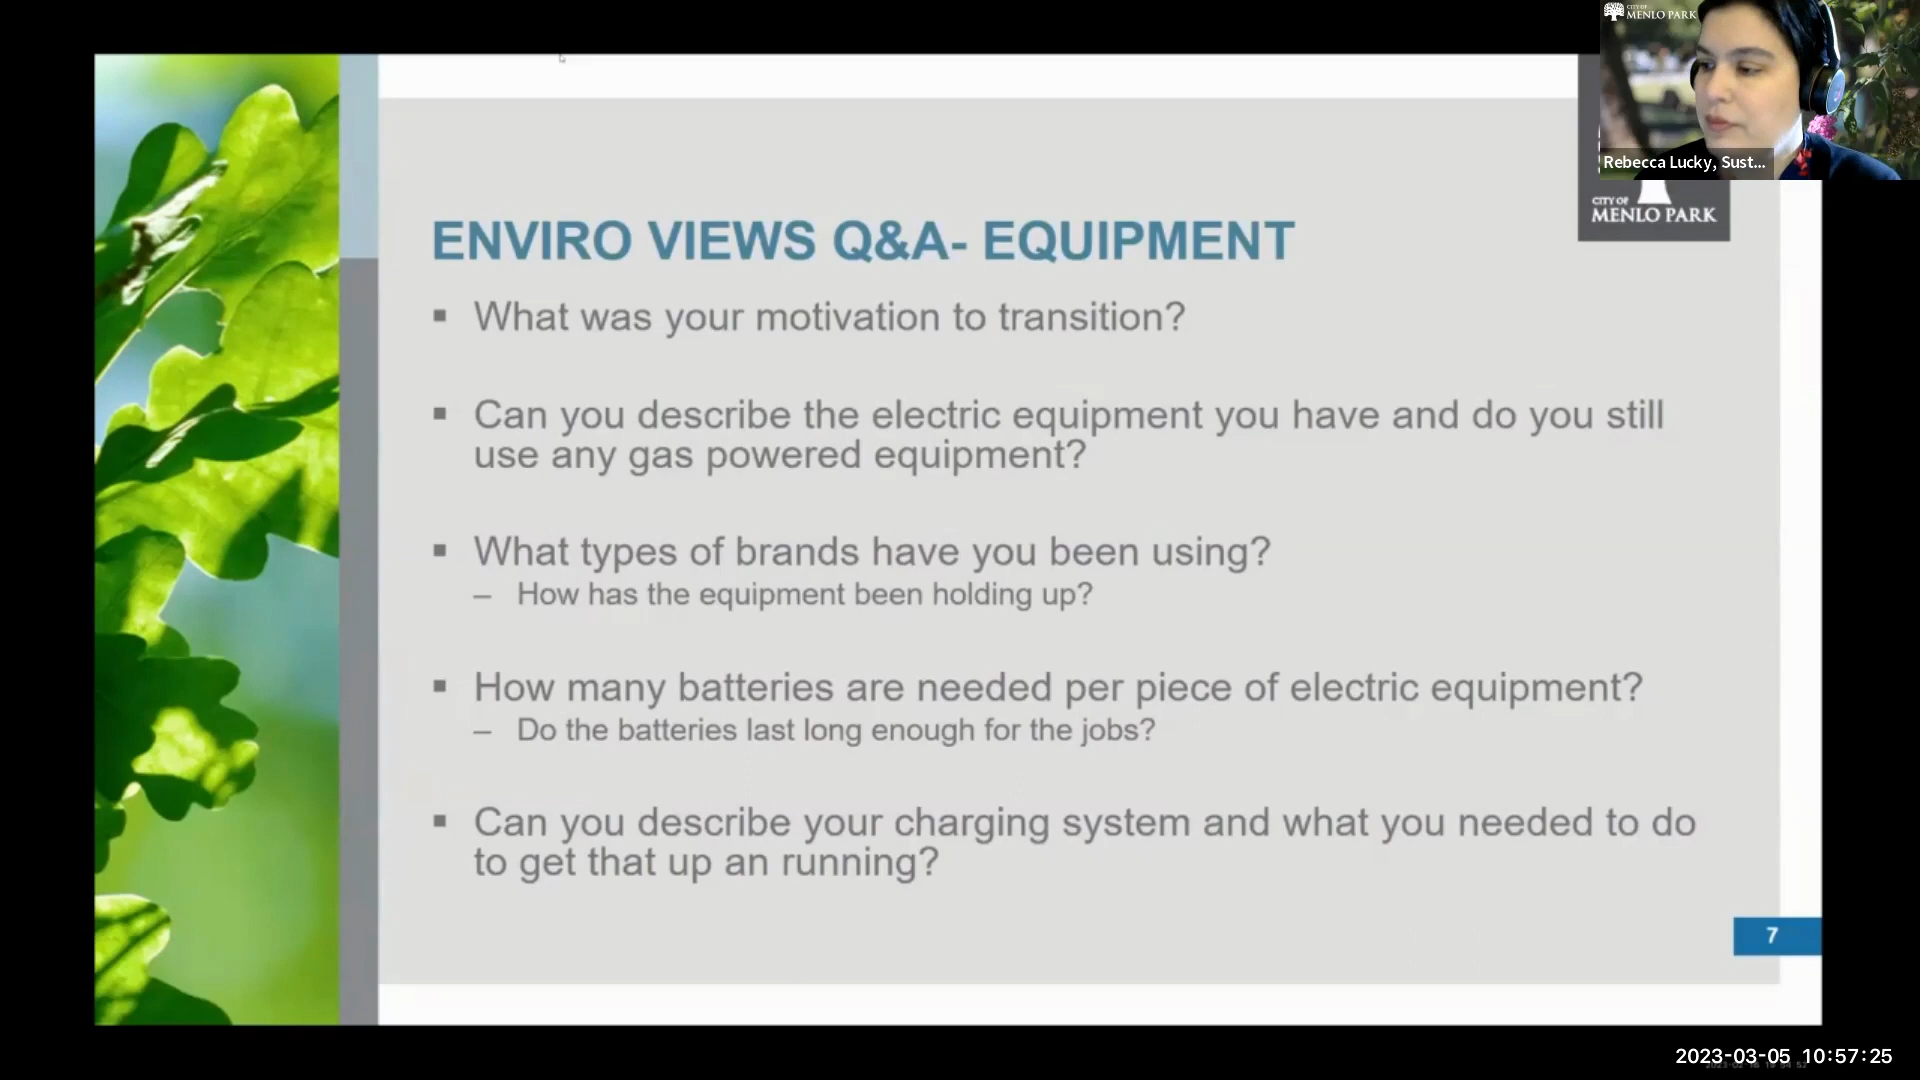 CITY OF
MENLO PARK
Rebecca Lucky, Sust...
CITY OF
MENLO PARK
ENVIRO VIEWS Q&A- EQUIPMENT
▪ What was your motivation to transition?
▪ Can you describe the electric equipment you have and do you still
use any gas powered equipment?
▪ What types of brands have you been using?
– How has the equipment been holding up?
▪ How many batteries are needed per piece of electric equipment?
– Do the batteries last long enough for the jobs?
▪ Can you describe your charging system and what you needed to do
to get that up an running?
7
2023-03-05 10:57:25